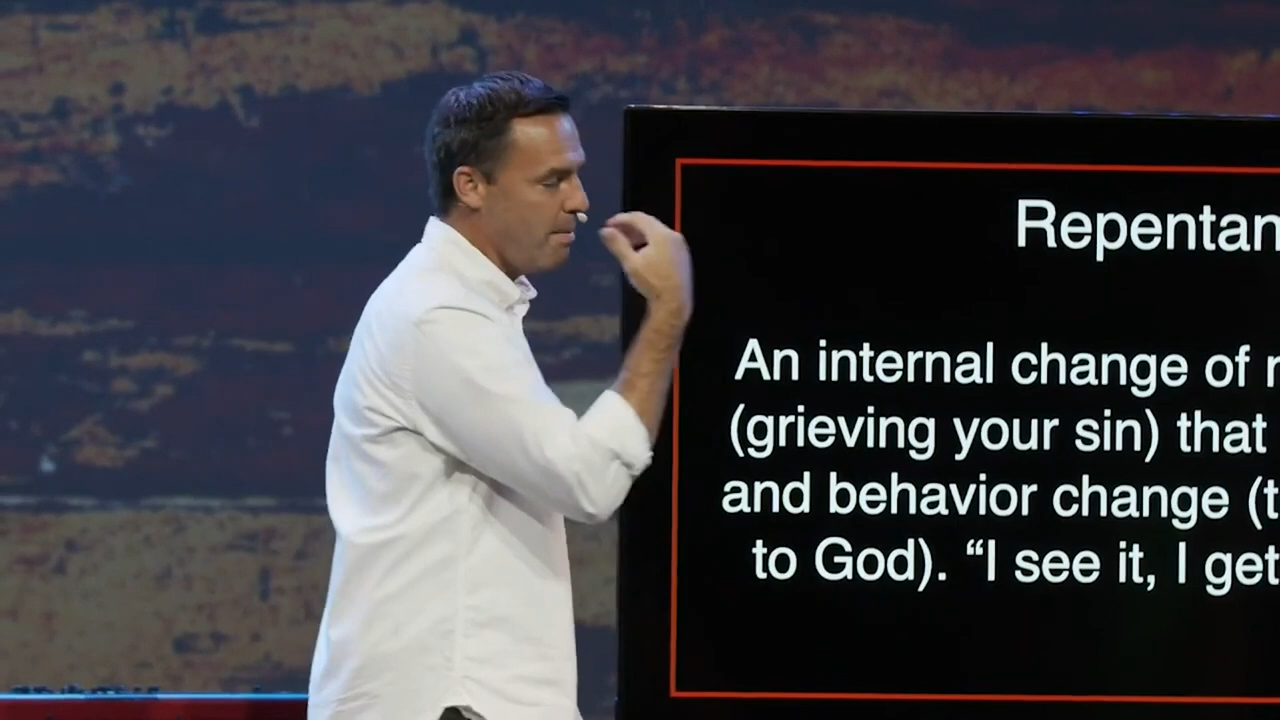 Repentan
An internal change of
(grieving your sin) that
and behavior change (t
to God). “I see it, I get